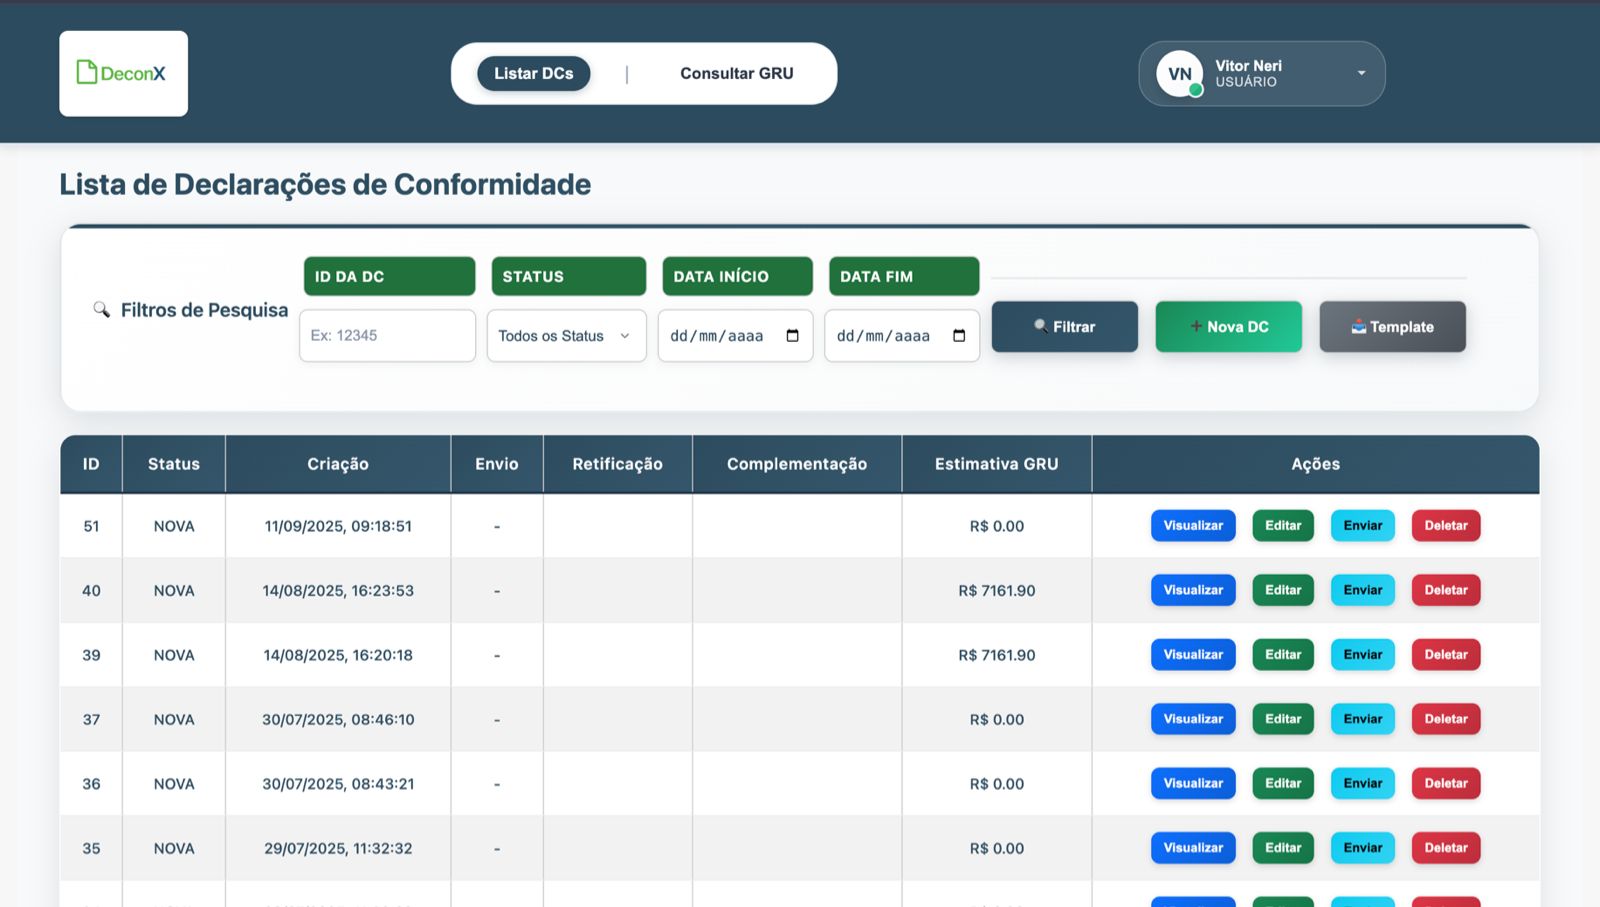 DeconX
Listar DCs | Consultar GRU
VN
Vitor Neri
USUÁRIO
Lista de Declarações de Conformidade
Filtros de Pesquisa
ID DA DC
STATUS
DATA INÍCIO
DATA FIM
Ex: 12345
Todos os Status
dd/mm/aaaa
dd/mm/aaaa
Filtrar
Nova DC
Template
ID Status Criação Envio Retificação Complementação Estimativa GRU Ações
51 NOVA 11/09/2025, 09:18:51 - R$ 0.00 Visualizar Editar Enviar Deletar
40 NOVA 14/08/2025, 16:23:53 - R$ 7161.90 Visualizar Editar Enviar Deletar
39 NOVA 14/08/2025, 16:20:18 - R$ 7161.90 Visualizar Editar Enviar Deletar
37 NOVA 30/07/2025, 08:46:10 - R$ 0.00 Visualizar Editar Enviar Deletar
36 NOVA 30/07/2025, 08:43:21 - R$ 0.00 Visualizar Editar Enviar Deletar
35 NOVA 29/07/2025, 11:32:32 - R$ 0.00 Visualizar Editar Enviar Deletar